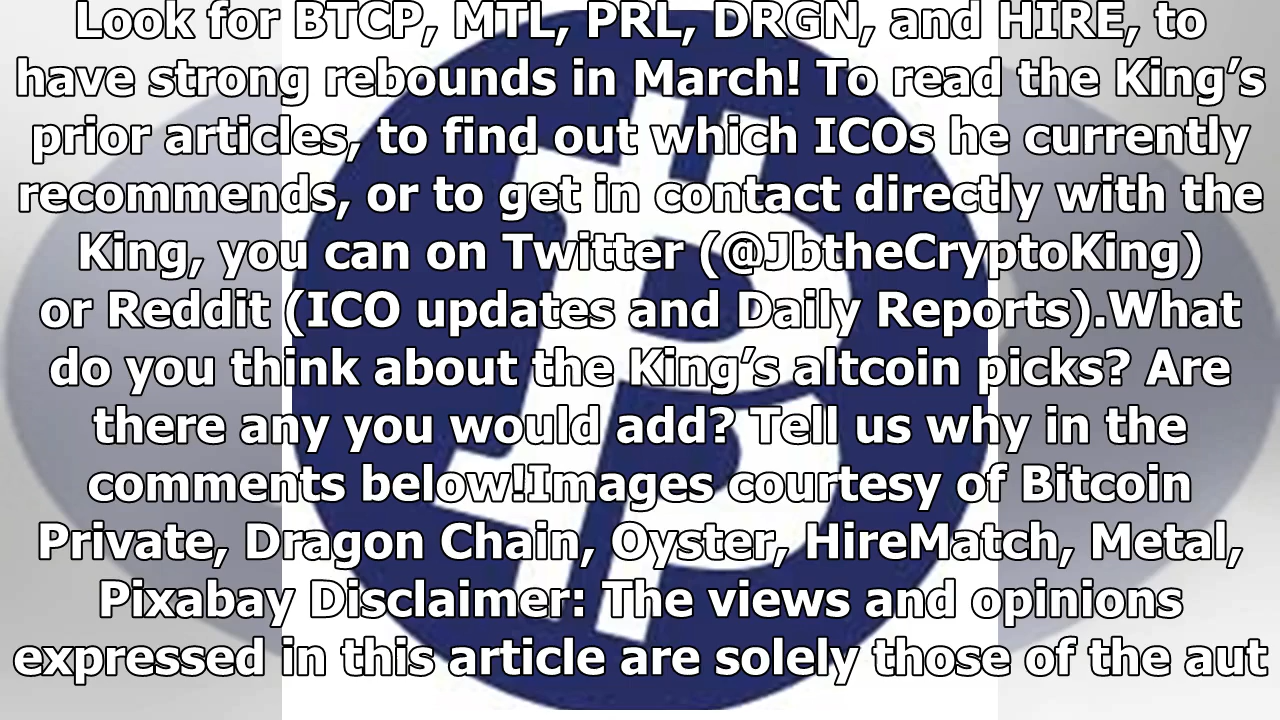 Look for BTCP, MTL, PRL, DRGN, and HIRE, to
have strong rebounds in March! To read the King’s
prior articles, to find out which ICOs he currently
recommends, or to get in contact directly with the
King, you can on Twitter (@JbtheCryptoKing)
or Reddit (ICO updates and Daily Reports).What
do you think about the King’s altcoin picks? Are
there any you would add? Tell us why in the
comments below!Images courtesy of Bitcoin
Private, Dragon Chain, Oyster, HireMatch, Metal,
Pixabay Disclaimer: The views and opinions
expressed in this article are solely those of the aut